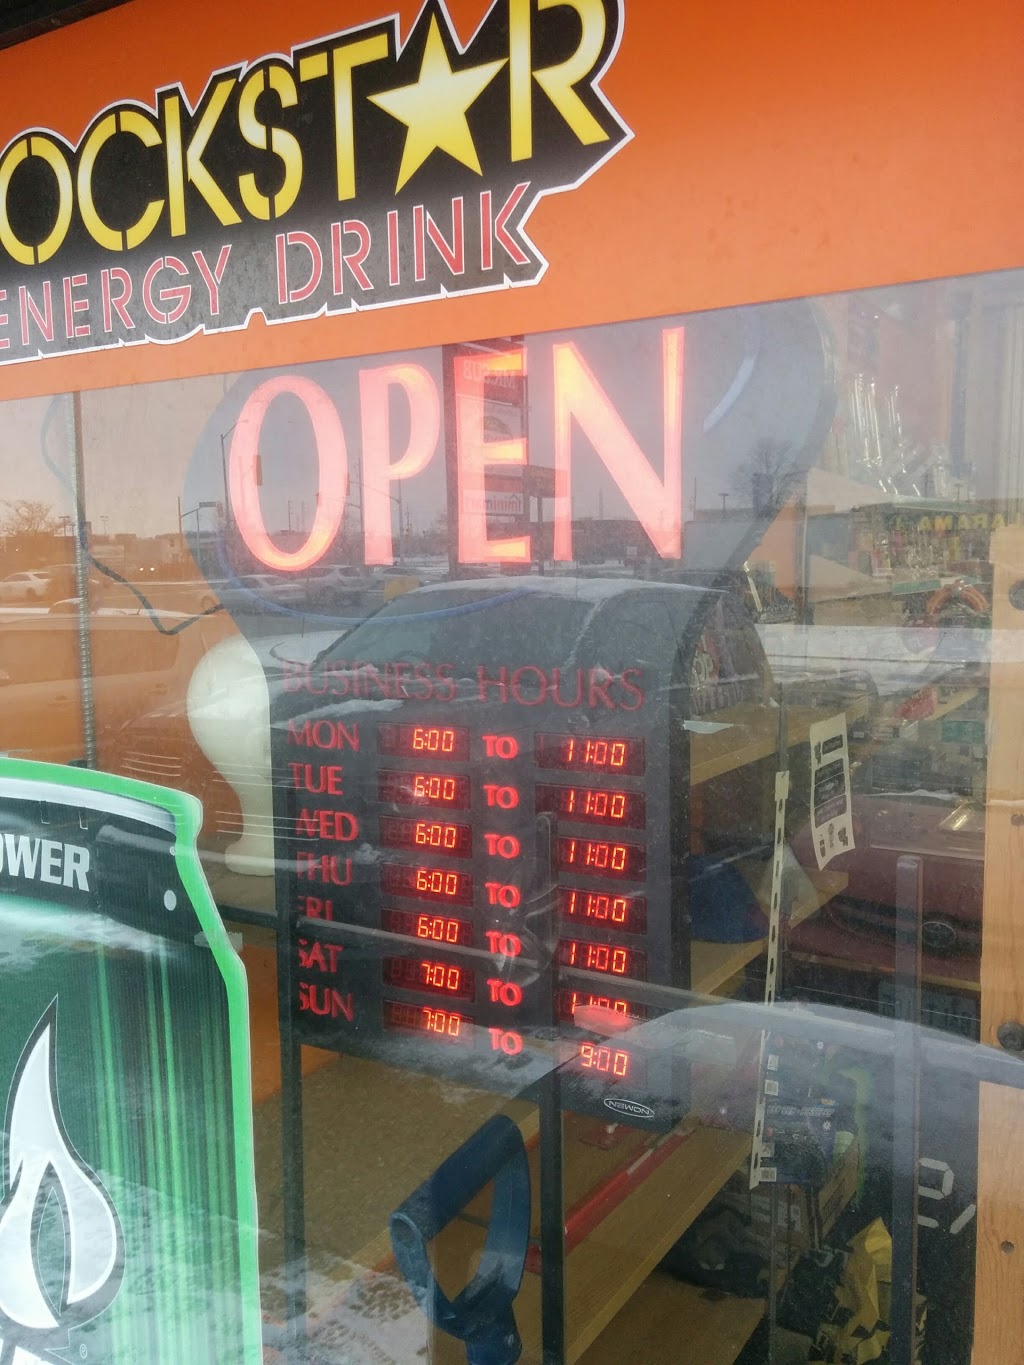 OCKSTAR
ENERGY DRINK
OPEN
BUSINESS HOURS
MON 6:00 TO 11:00
TUE 6:00 TO 11:00
WED 6:00 TO 11:00
THU 6:00 TO 11:00
FRI 6:00 TO 11:00
SAT 7:00 TO 11:00
SUN 7:00 TO 9:00
NOMEN
OWER
ARAMA